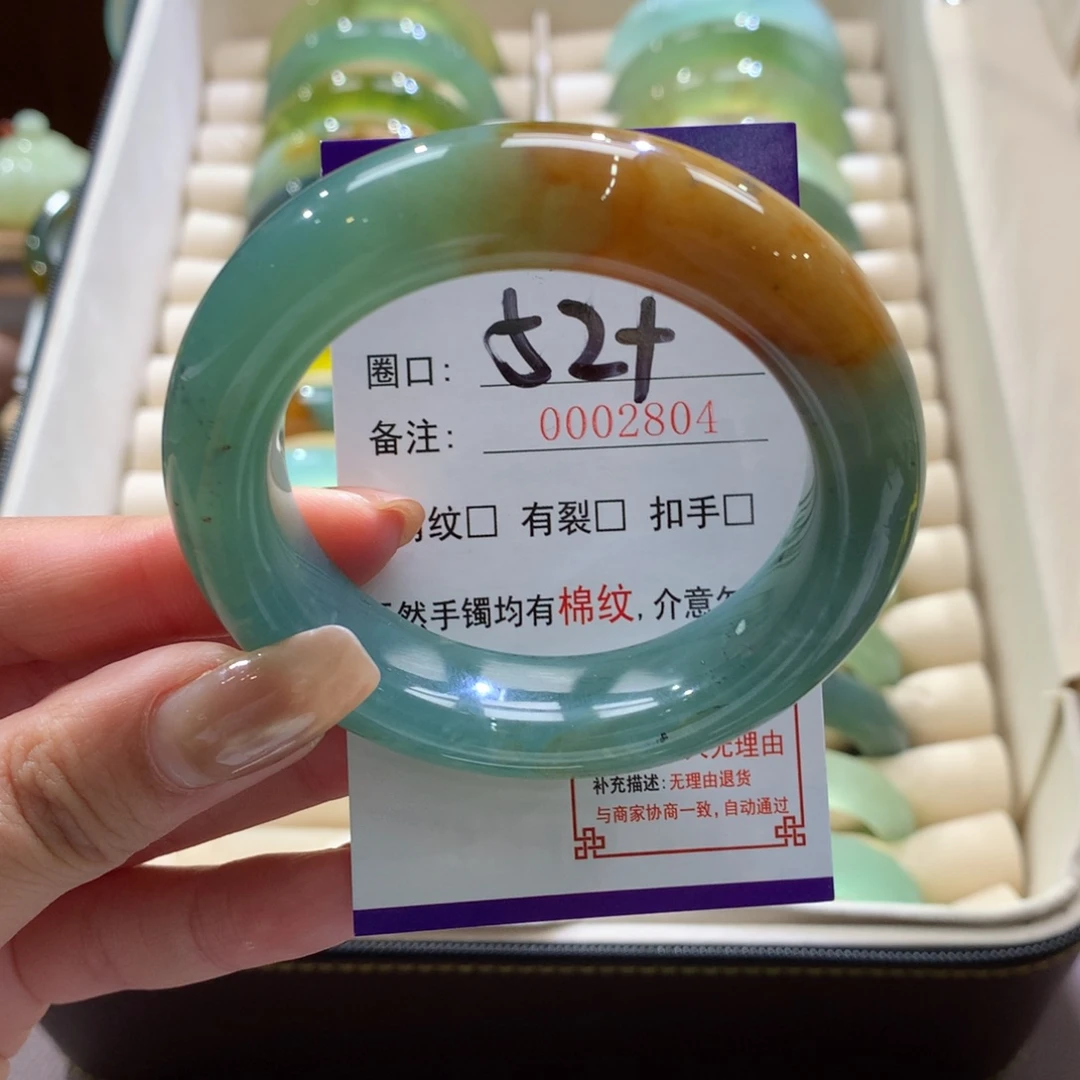 圈口: 52+
备注: 0002804
纹□ 有裂□ 扣手□
然手镯均有棉纹, 介意
无理由
补充描述:无理由退货
与商家协商一致, 自动通过